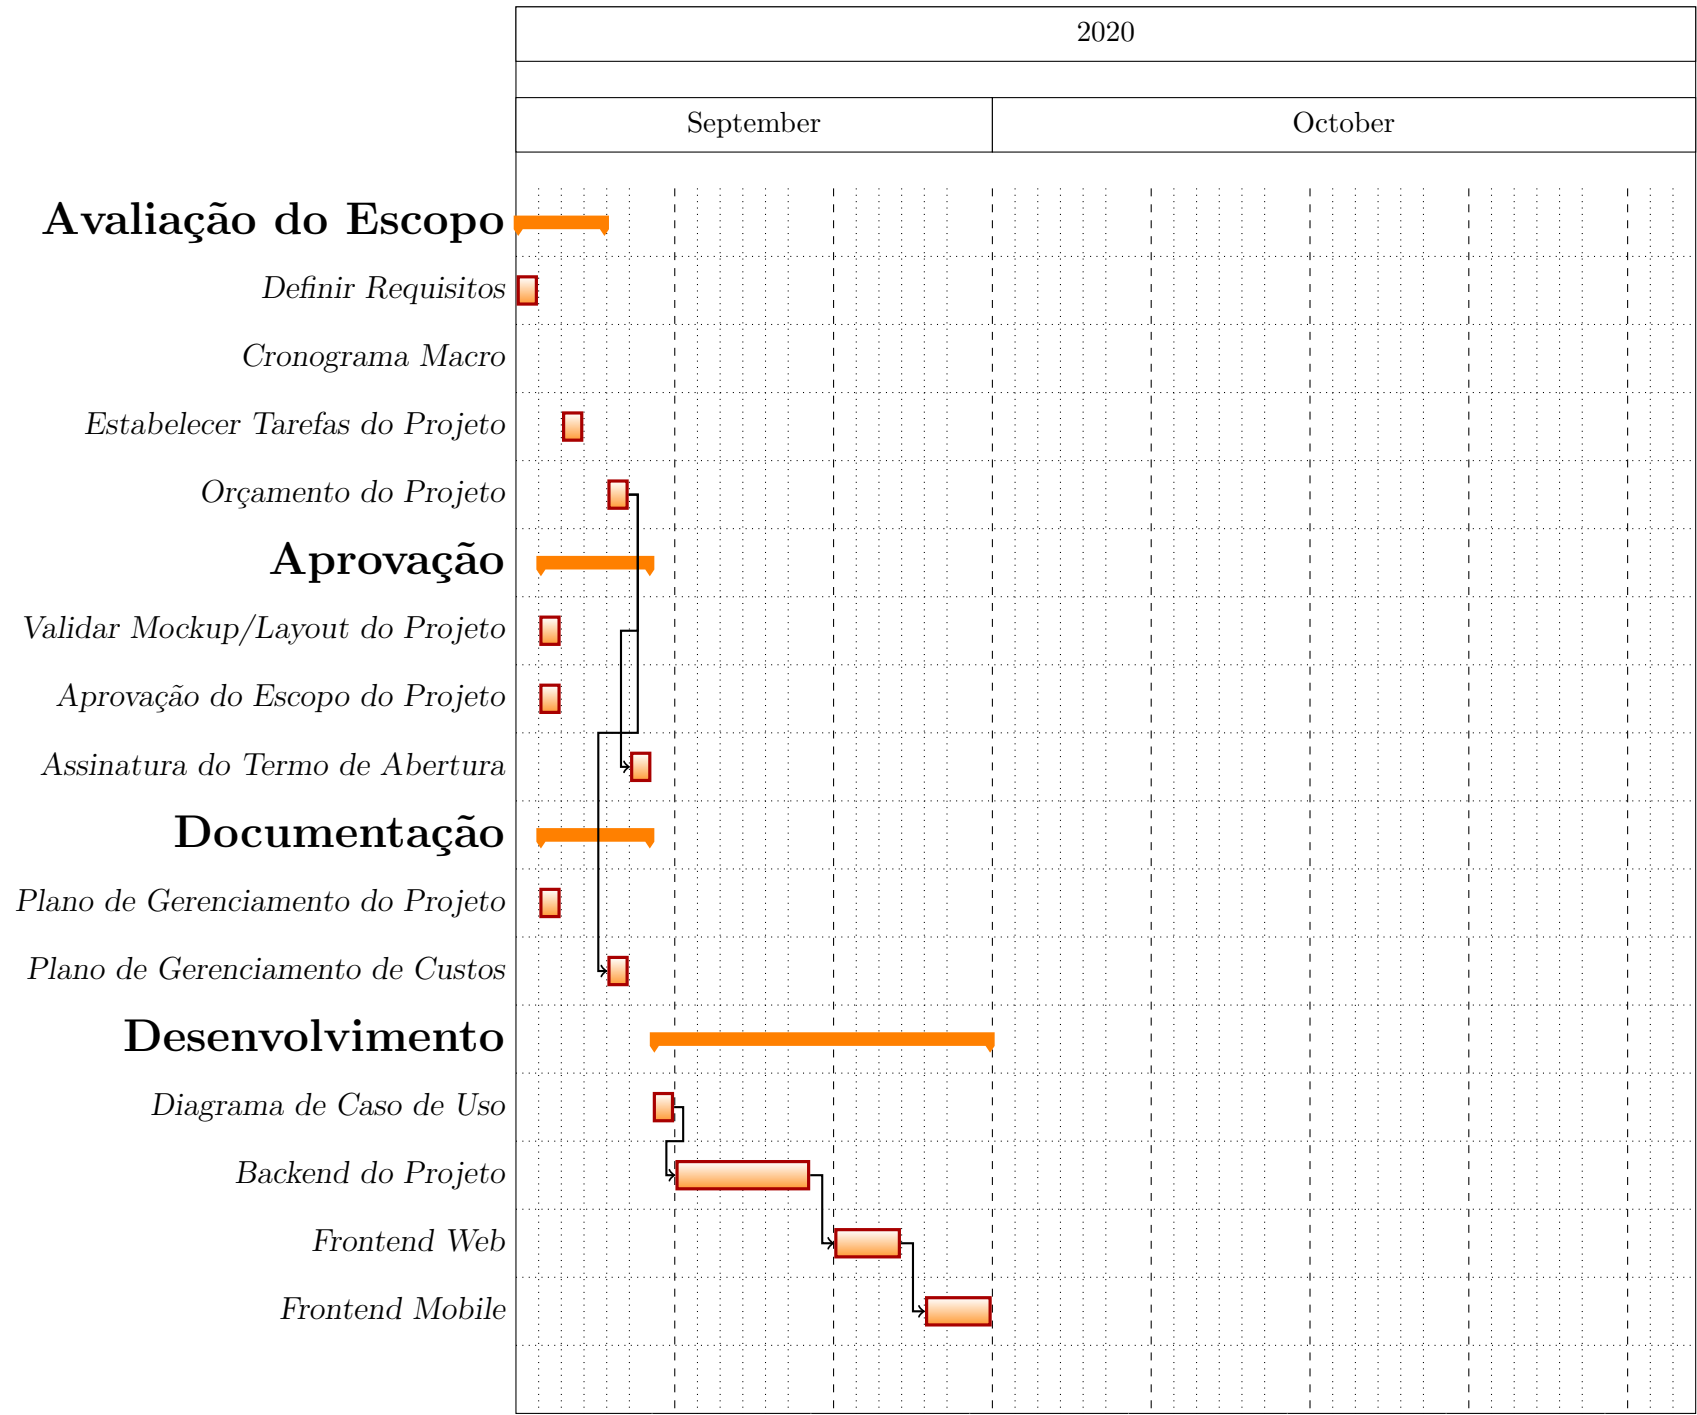 2020
September
October
Avaliação do Escopo
Definir Requisitos
Cronograma Macro
Estabelecer Tarefas do Projeto
Orçamento do Projeto
Aprovação
Validar Mockup/Layout do Projeto
Aprovação do Escopo do Projeto
Assinatura do Termo de Abertura
Documentação
Plano de Gerenciamento do Projeto
Plano de Gerenciamento de Custos
Desenvolvimento
Diagrama de Caso de Uso
Backend do Projeto
Frontend Web
Frontend Mobile